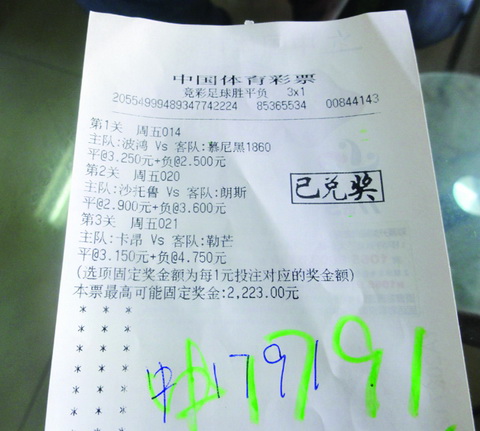 中国体育彩票
竞彩足球胜平负 3x1
20554999489347742224 85365534 00844143
第1关 周五014
主队:波鸿 Vs 客队:慕尼黑1860
平@3.250元+负@2.500元
第2关 周五020
主队:沙托鲁 Vs 客队:朗斯
平@2.900元+负@3.600元
已兑奖
第3关 周五021
主队:卡昂 Vs 客队:勒芒
平@3.150元+负@4.750元
(选项固定奖金额为每1元投注对应的奖金额)
本票最高可能固定奖金:2,223.00元
中1791
中1791